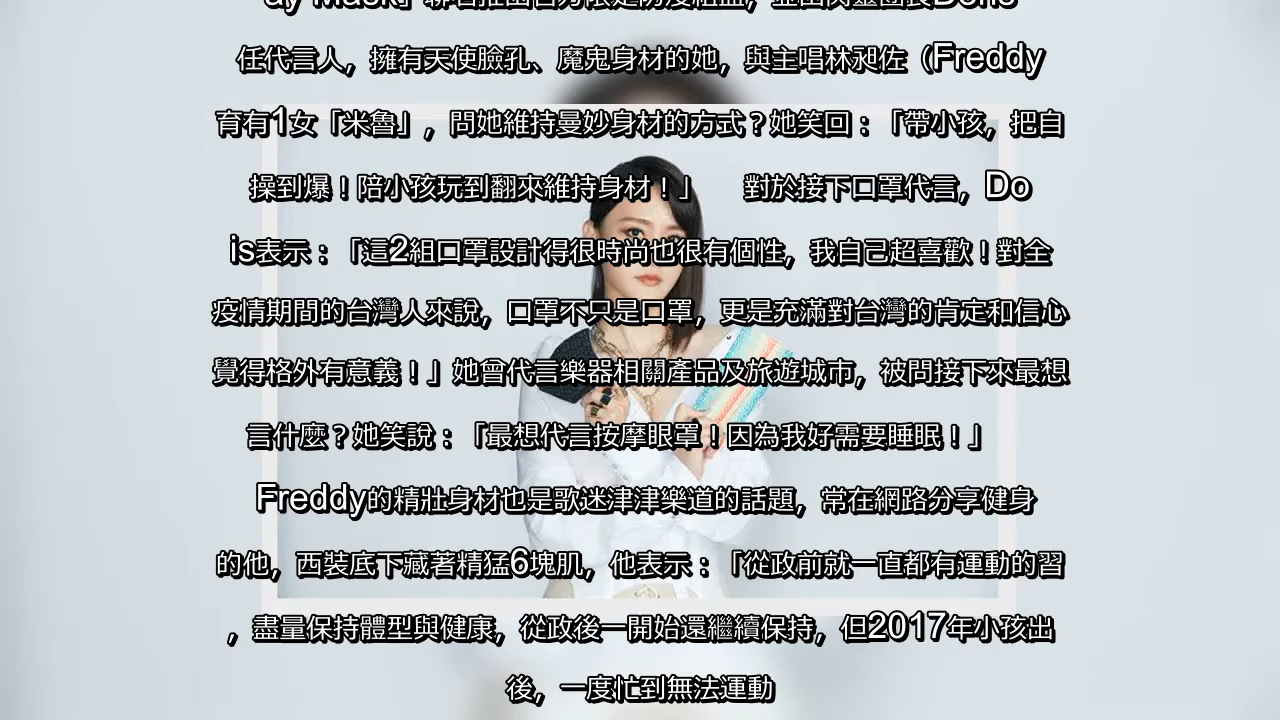 任代言人，擁有天使臉孔、魔鬼身材的她，與主唱林昶佐（Freddy
育有1女「米魯」，問她維持曼妙身材的方式？她笑回：「帶小孩，把自
操到爆！陪小孩玩到翻來維持身材！」 對於接下口罩代言，Do
is表示：「這2組口罩設計得很時尚也很有個性，我自己超喜歡！對全
疫情期間的台灣人來說，口罩不只是口罩，更是充滿對台灣的肯定和信心
覺得格外有意義！」她曾代言樂器相關產品及旅遊城市，被問接下來最想
言什麼？她笑說：「最想代言按摩眼罩！因為我好需要睡眠！」
Freddy的精壯身材也是歌迷津津樂道的話題，常在網路分享健身
的他，西裝底下藏著精猛6塊肌，他表示：「從政前就一直都有運動的習
，盡量保持體型與健康，從政後一開始還繼續保持，但2017年小孩出
後，一度忙到無法運動